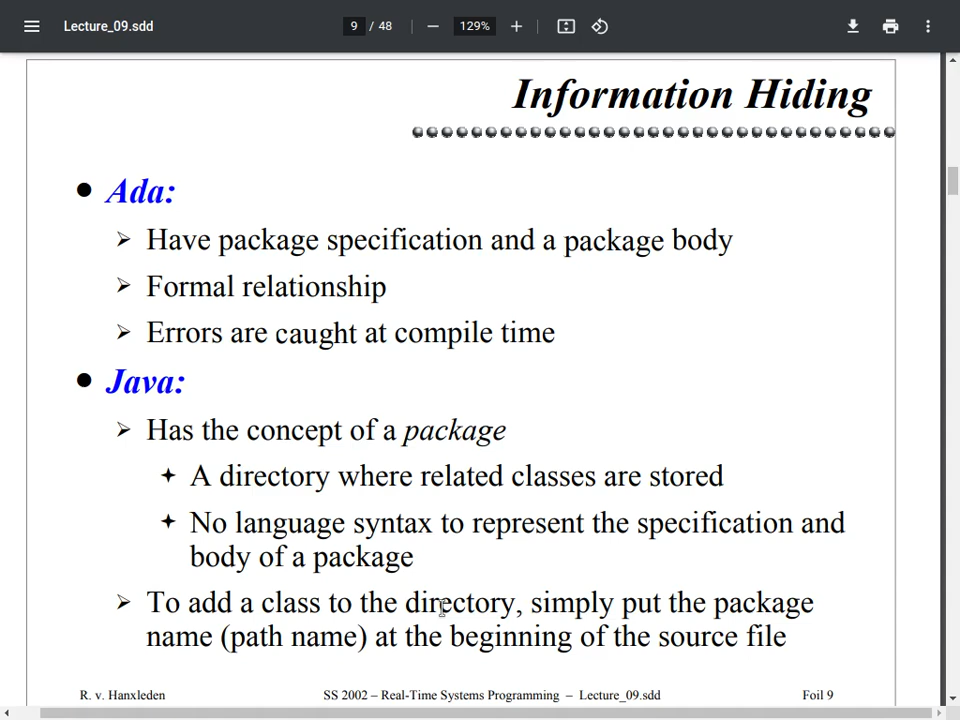 Lecture_09.sdd
9 / 48
129%
Information Hiding
Ada:
Have package specification and a package body
Formal relationship
Errors are caught at compile time
Java:
Has the concept of a package
A directory where related classes are stored
No language syntax to represent the specification and
body of a package
To add a class to the directory, simply put the package
name (path name) at the beginning of the source file
R. v. Hanxleden
SS 2002 – Real-Time Systems Programming – Lecture_09.sdd
Foil 9